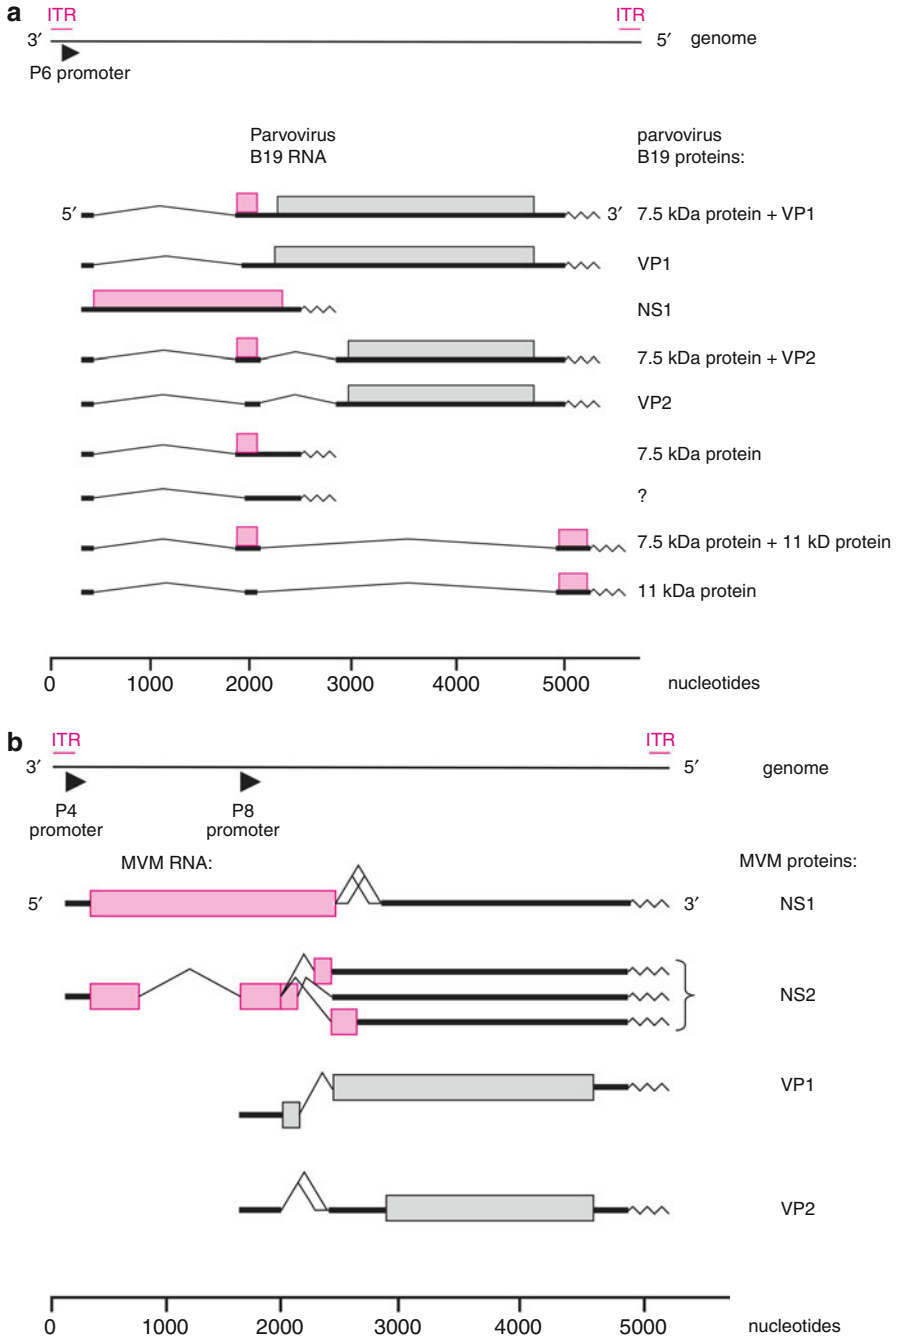 a
ITR ITR
3′ 5′ genome
P6 promoter
Parvovirus
B19 RNA
parvovirus
B19 proteins:
5′ 3′ 7.5 kDa protein + VP1
VP1
NS1
7.5 kDa protein + VP2
VP2
7.5 kDa protein
?
7.5 kDa protein + 11 kD protein
11 kDa protein
0 1000 2000 3000 4000 5000 nucleotides
b
ITR ITR
3′ 5′ genome
P4
promoter
P8
promoter
MVM RNA: MVM proteins:
5′ 3′ NS1
NS2
VP1
VP2
0 1000 2000 3000 4000 5000 nucleotides